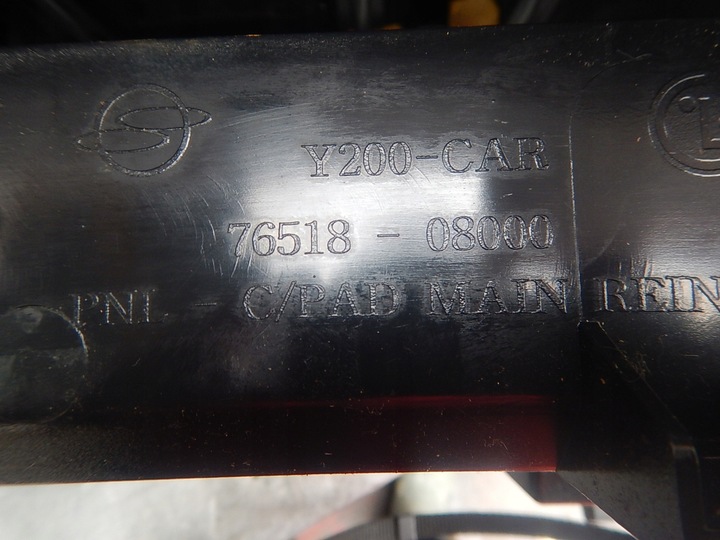 Y200-CAR
76518 - 08000
PNL - C/PAD MAIN REIN